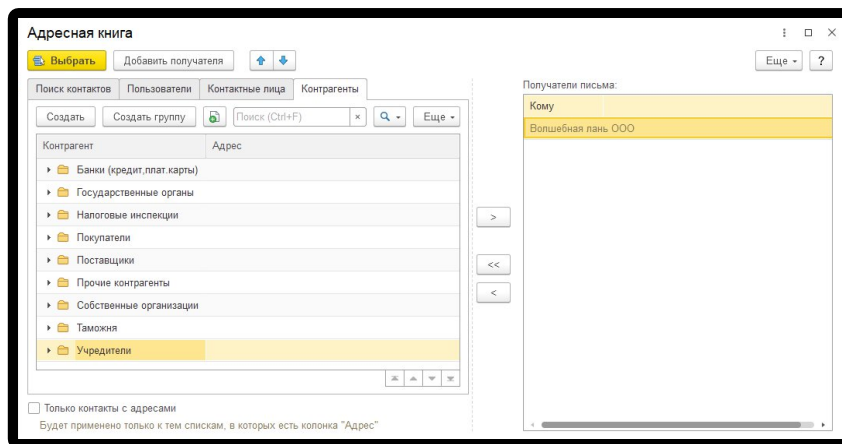 Адресная книга
Выбрать Добавить получателя Еще ?
Поиск контактов Пользователи Контактные лица Контрагенты
Создать Создать группу Поиск (Ctrl+F) × Еще
Контрагент Адрес
Банки (кредит,плат.карты)
Государственные органы
Налоговые инспекции
Покупатели
Поставщики
Прочие контрагенты
Собственные организации
Таможня
Учредители
Только контакты с адресами
Будет применено только к тем спискам, в которых есть колонка "Адрес"
>
<<
<
Получатели письма:
Кому
Волшебная лань ООО